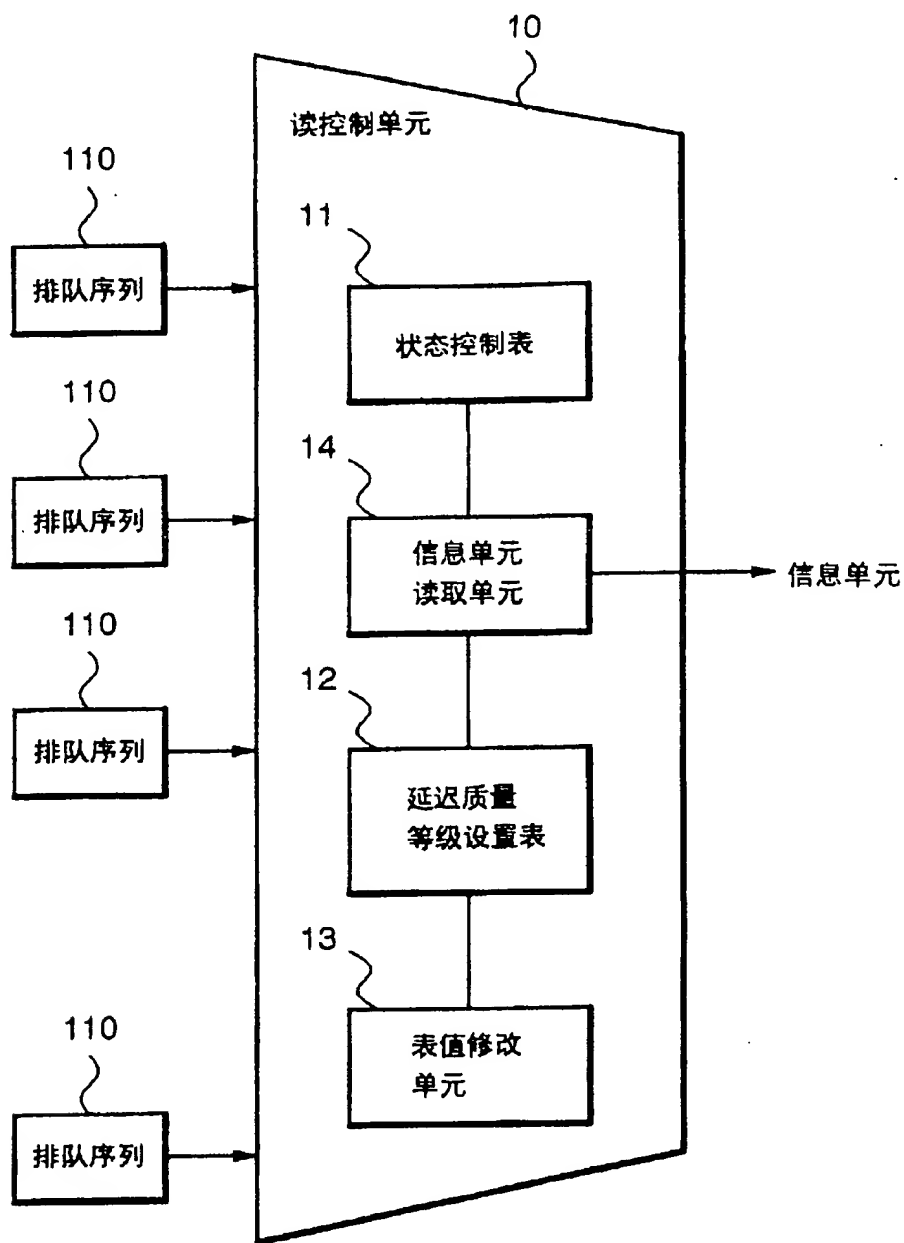 10
读控制单元
110
排队序列
11
状态控制表
110
排队序列
14
信息单元
读取单元
信息单元
110
排队序列
12
延迟质量
等级设置表
13
表值修改
单元
110
排队序列